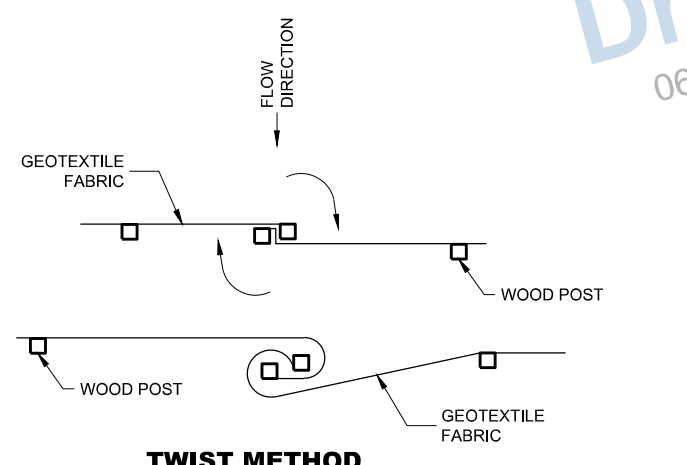 FLOW
DIRECTION
GEOTEXTILE
FABRIC
WOOD POST
WOOD POST
GEOTEXTILE
FABRIC
TWIST METHOD